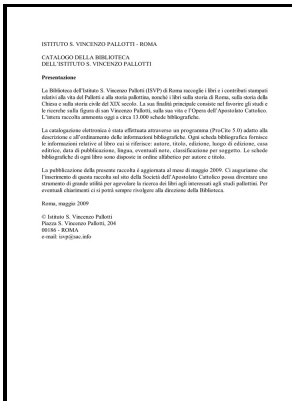 ISTITUTO S. VINCENZO PALLOTTI - ROMA
CATALOGO DELLA BIBLIOTECA
DELL'ISTITUTO S. VINCENZO PALLOTTI
Presentazione
La Biblioteca dell'Istituto S. Vincenzo Pallotti (ISVP) di Roma raccoglie i libri e i contributi stampati
relativi alla vita del Pallotti e alla storia pallottina, nonché i libri sulla storia di Roma, sulla storia della
Chiesa e sulla storia civile del XIX secolo. La sua finalità principale consiste nel favorire gli studi e
le ricerche sulla figura di san Vincenzo Pallotti, sulla sua vita e l'Opera dell'Apostolato Cattolico.
L'intera raccolta ammonta oggi a circa 13.000 schede bibliografiche.
La catalogazione elettronica è stata effettuata attraverso un programma (ProCite 5.0) adatto alla
descrizione e all'ordinamento delle informazioni bibliografiche. Ogni scheda bibliografica fornisce
le informazioni relative al libro cui si riferisce: autore, titolo, edizione, luogo di edizione, casa
editrice, data di pubblicazione, lingua, eventuali note, classificazione per soggetto. Le schede
bibliografiche di ogni libro sono disposte in ordine alfabetico per autore e titolo.
La pubblicazione della presente raccolta è aggiornata al mese di maggio 2009. Ci auguriamo che
l'inserimento di questa raccolta sul sito della Società dell'Apostolato Cattolico possa diventare uno
strumento di grande utilità per agevolare la ricerca dei libri agli interessati agli studi pallottini. Per
eventuali chiarimenti ci si potrà sempre rivolgere alla direzione della Biblioteca.
Roma, maggio 2009
© Istituto S. Vincenzo Pallotti
Piazza S. Vincenzo Pallotti, 204
00186 - ROMA
e-mail: isvp@sac.info